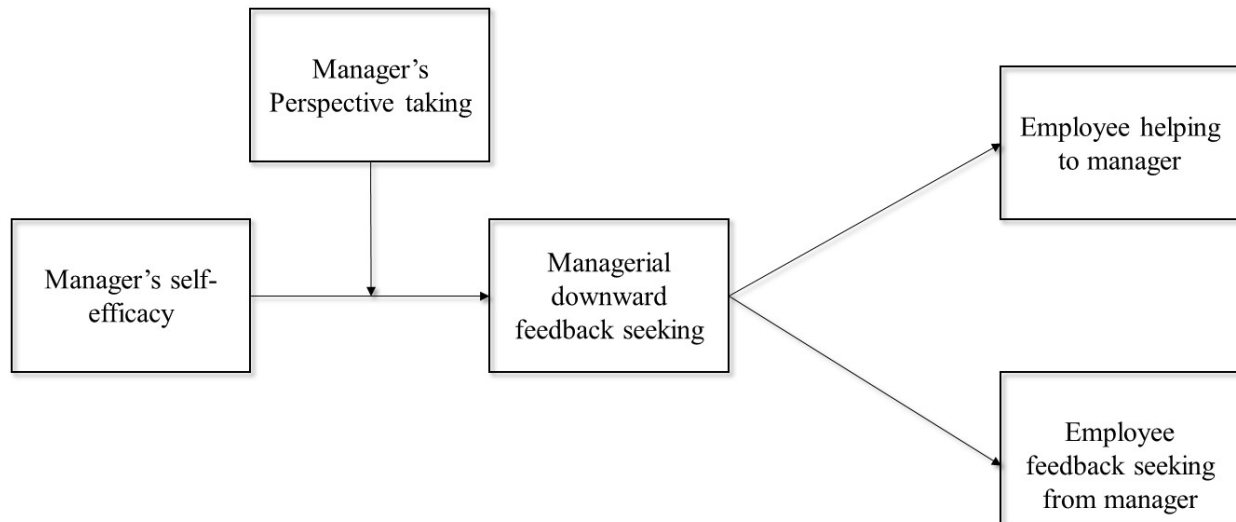 Manager’s
Perspective taking
Manager’s self-
efficacy
Managerial
downward
feedback seeking
Employee helping
to manager
Employee
feedback seeking
from manager